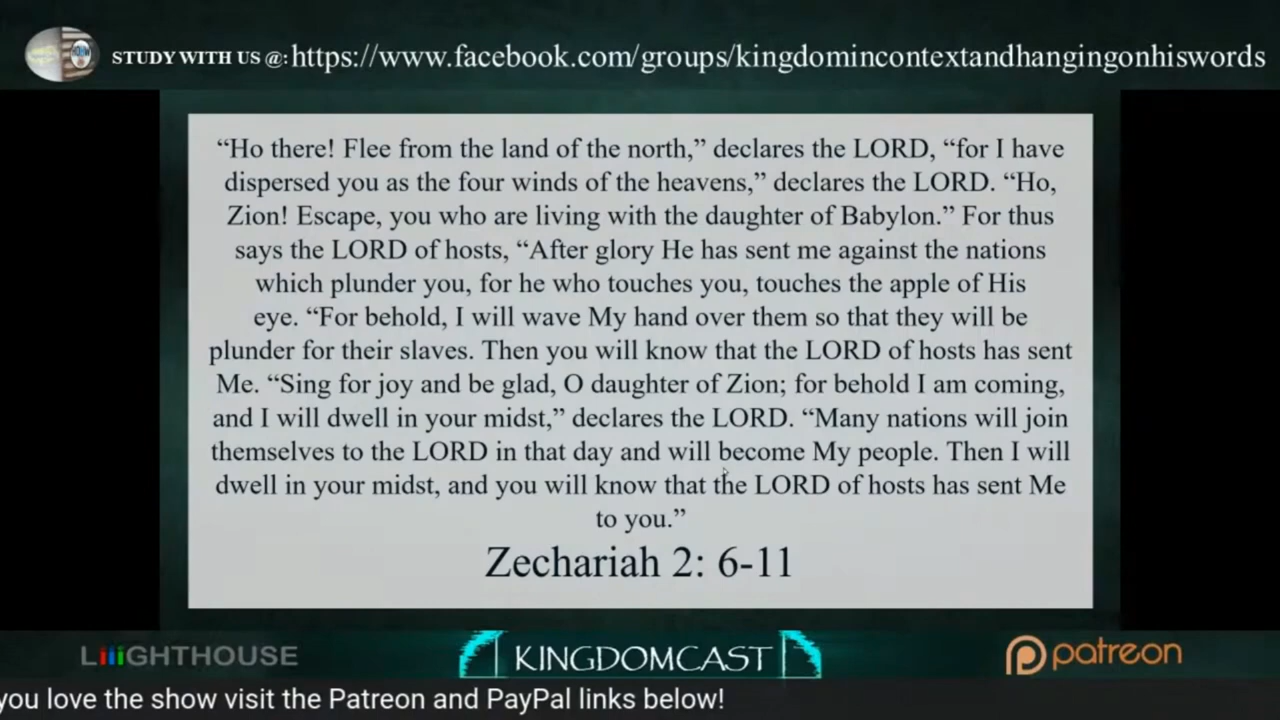 STUDY WITH US @: https://www.facebook.com/groups/kingdomincontextandhangingonhiswords
“Ho there! Flee from the land of the north,” declares the LORD, “for I have
dispersed you as the four winds of the heavens,” declares the LORD. “Ho,
Zion! Escape, you who are living with the daughter of Babylon.” For thus
says the LORD of hosts, “After glory He has sent me against the nations
which plunder you, for he who touches you, touches the apple of His
eye. “For behold, I will wave My hand over them so that they will be
plunder for their slaves. Then you will know that the LORD of hosts has sent
Me. “Sing for joy and be glad, O daughter of Zion; for behold I am coming,
and I will dwell in your midst,” declares the LORD. “Many nations will join
themselves to the LORD in that day and will become My people. Then I will
dwell in your midst, and you will know that the LORD of hosts has sent Me
to you.”
Zechariah 2: 6-11
LIIIGHTHOUSE
KINGDOMCAST
patreon
you love the show visit the Patreon and PayPal links below!